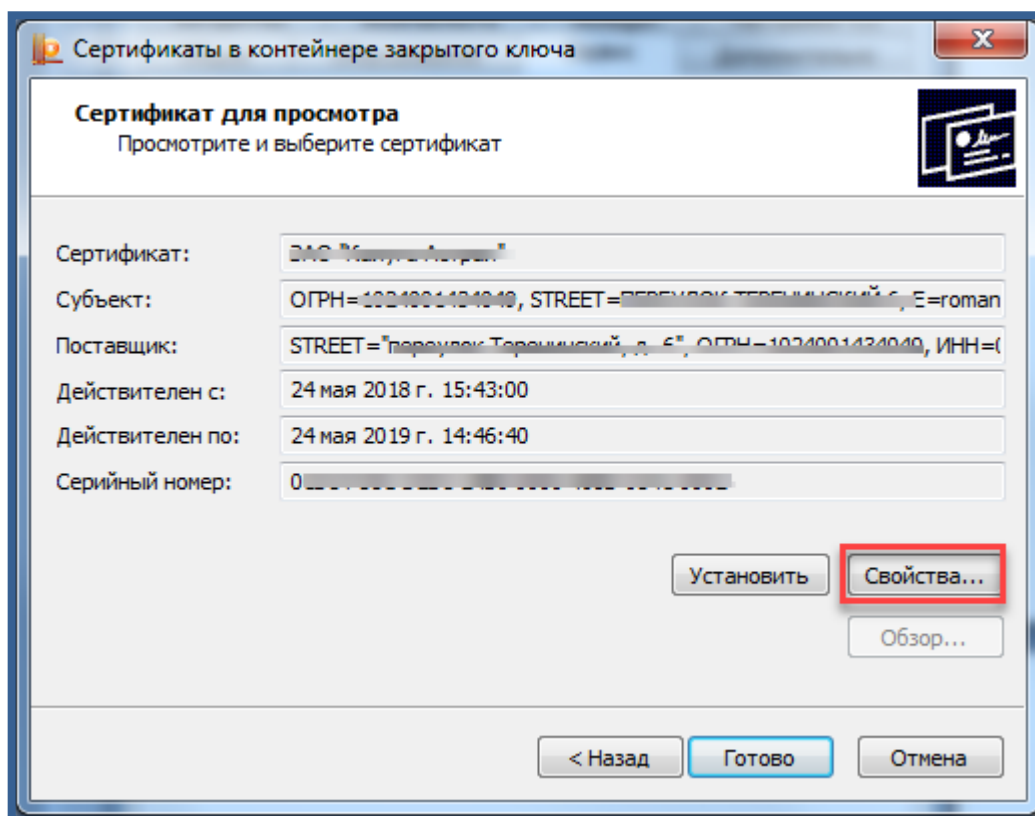 Сертификаты в контейнере закрытого ключа
Сертификат для просмотра
Просмотрите и выберите сертификат
Сертификат:
Субъект: ОГРН= , STREET= E=roman
Поставщик: STREET=" ИНН=(
Действителен с: 24 мая 2018 г. 15:43:00
Действителен по: 24 мая 2019 г. 14:46:40
Серийный номер: 0
Установить Свойства...
Обзор...
< Назад Готово Отмена